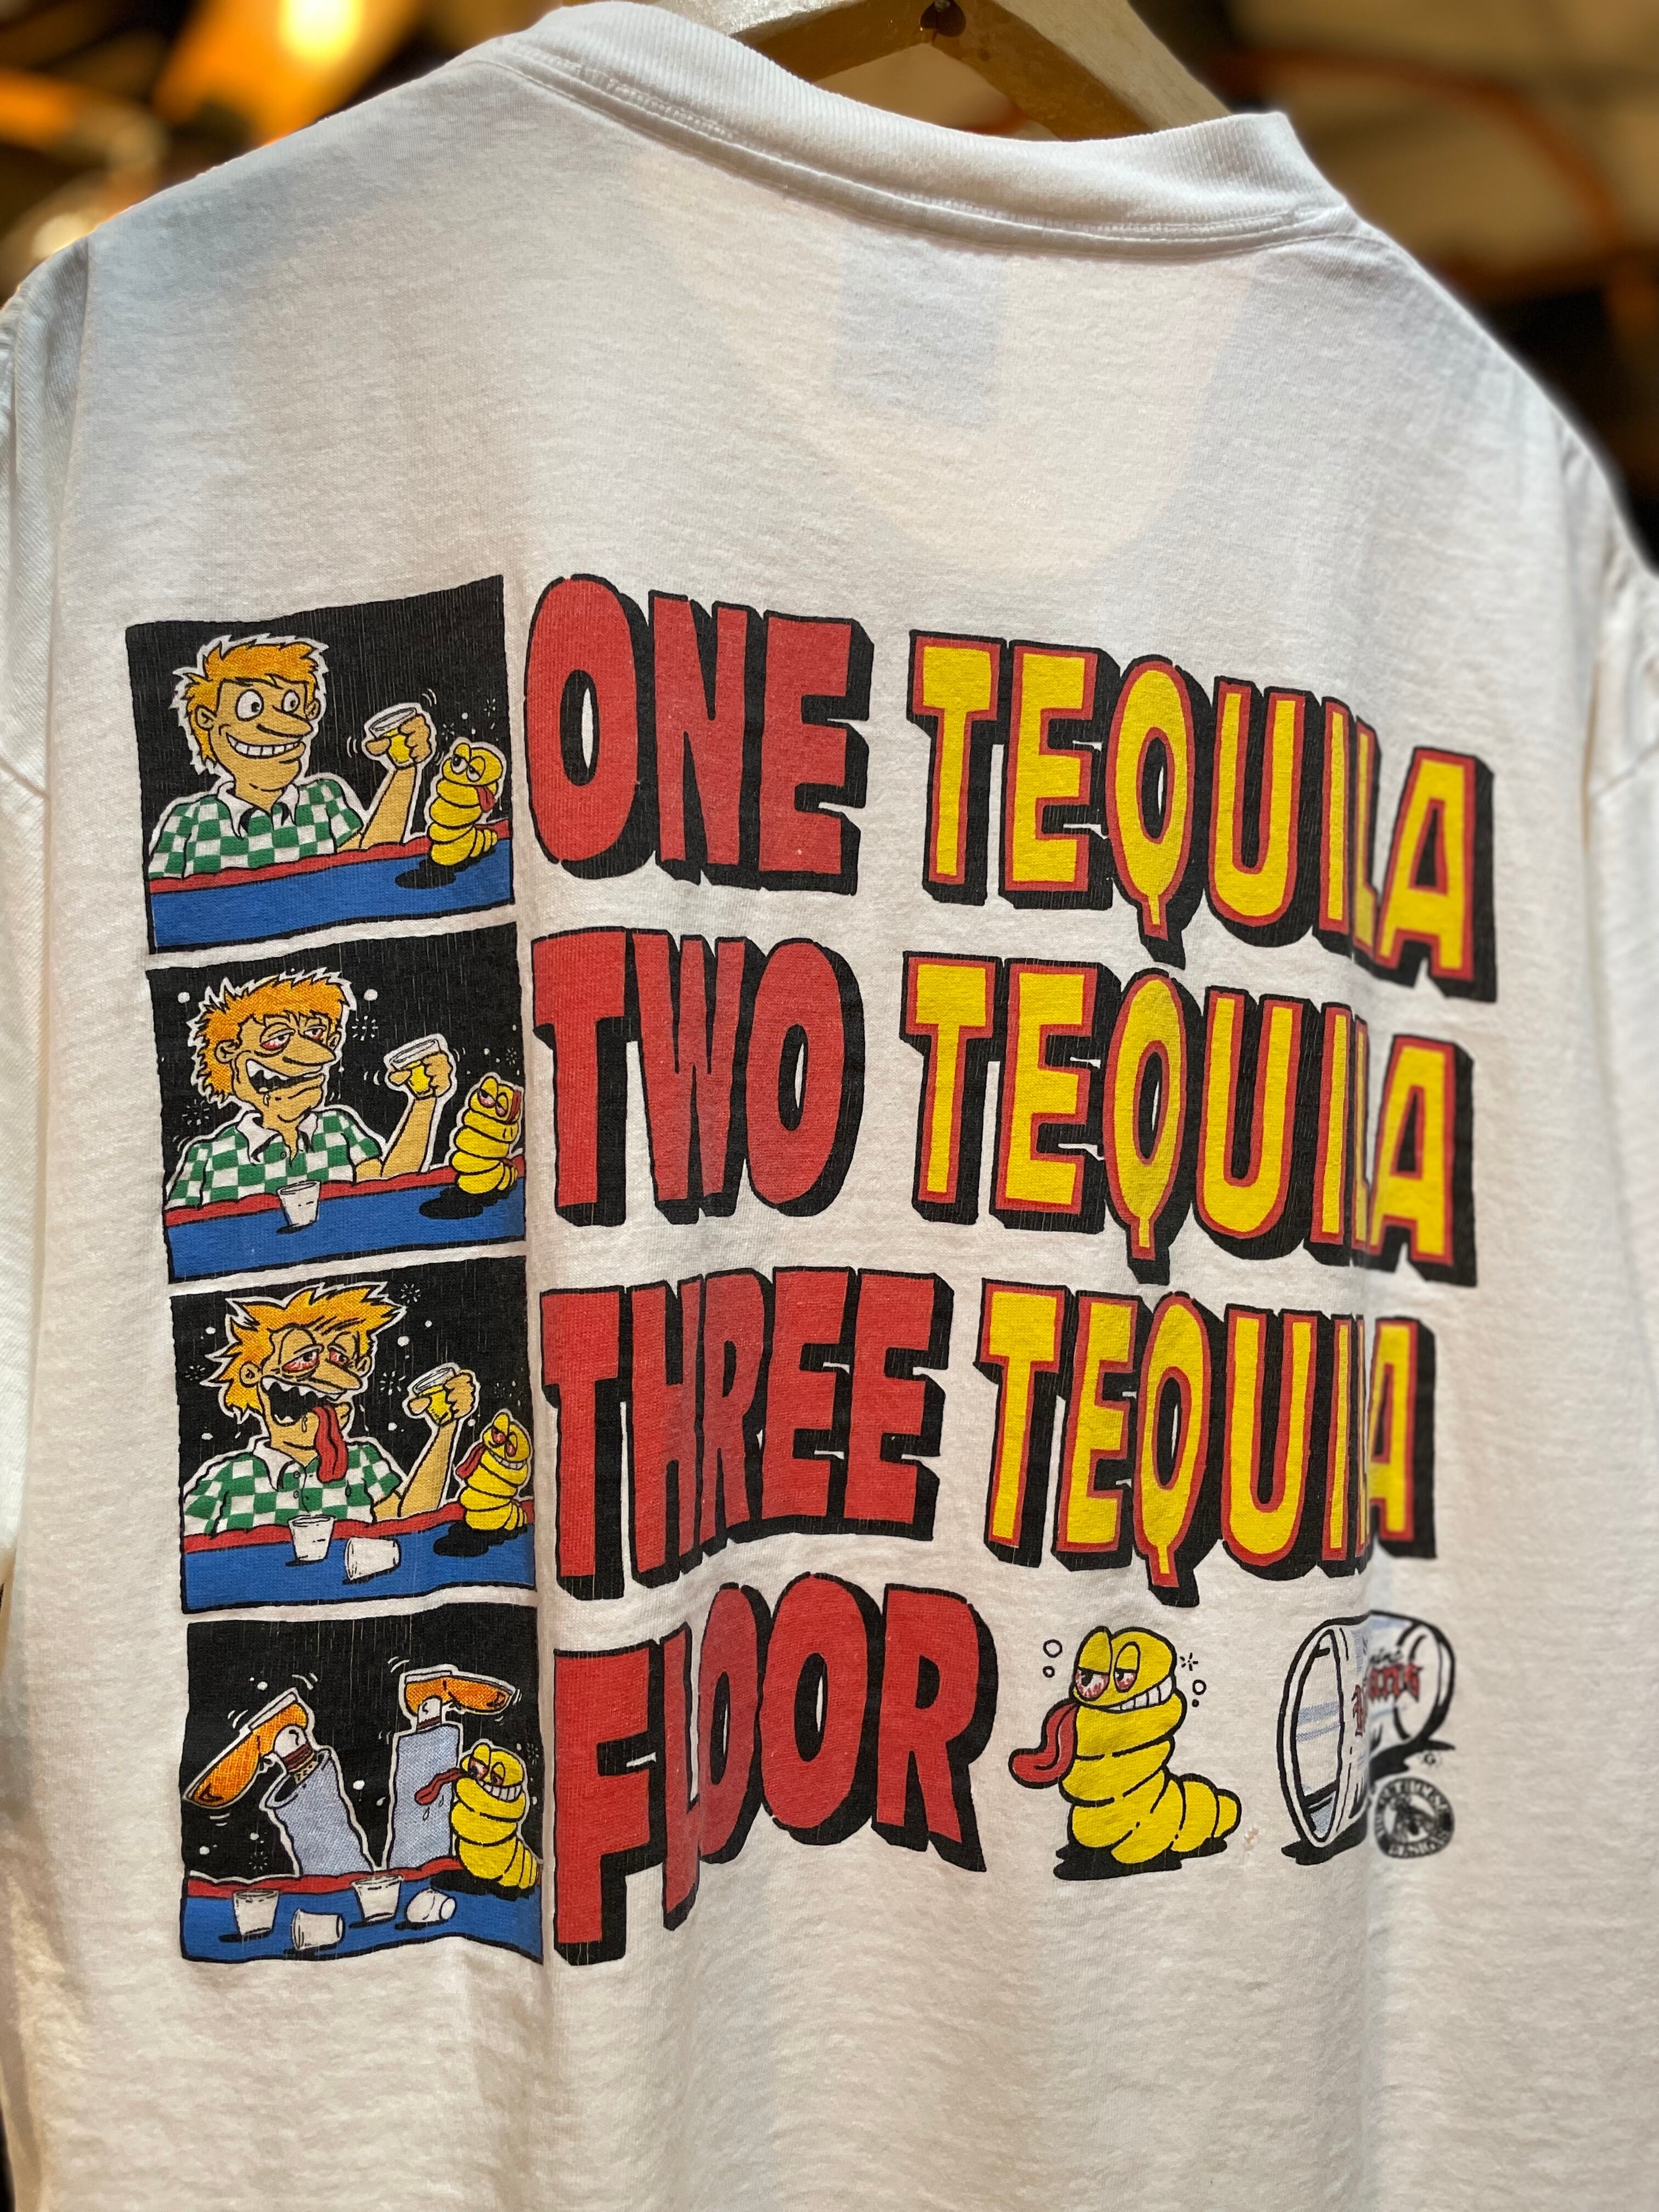 ONE TEQUILA
TWO TEQUILA
THREE TEQUILA
FLOOR